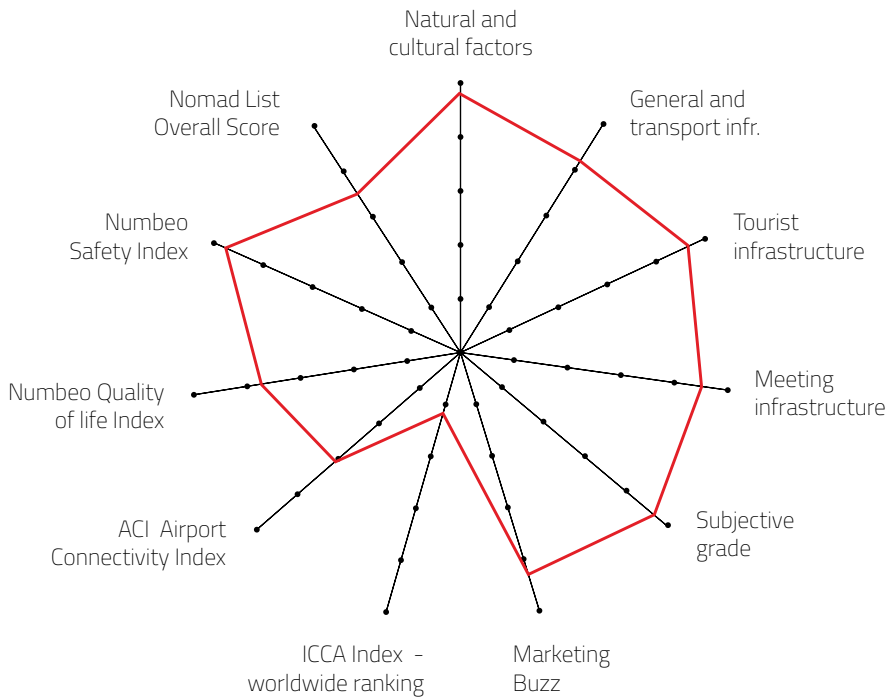 Natural and
cultural factors
General and
transport infr.
Tourist
infrastructure
Meeting
infrastructure
Subjective
grade
Marketing
Buzz
ICCA Index -
worldwide ranking
ACI Airport
Connectivity Index
Numbeo Quality
of life Index
Numbeo
Safety Index
Nomad List
Overall Score